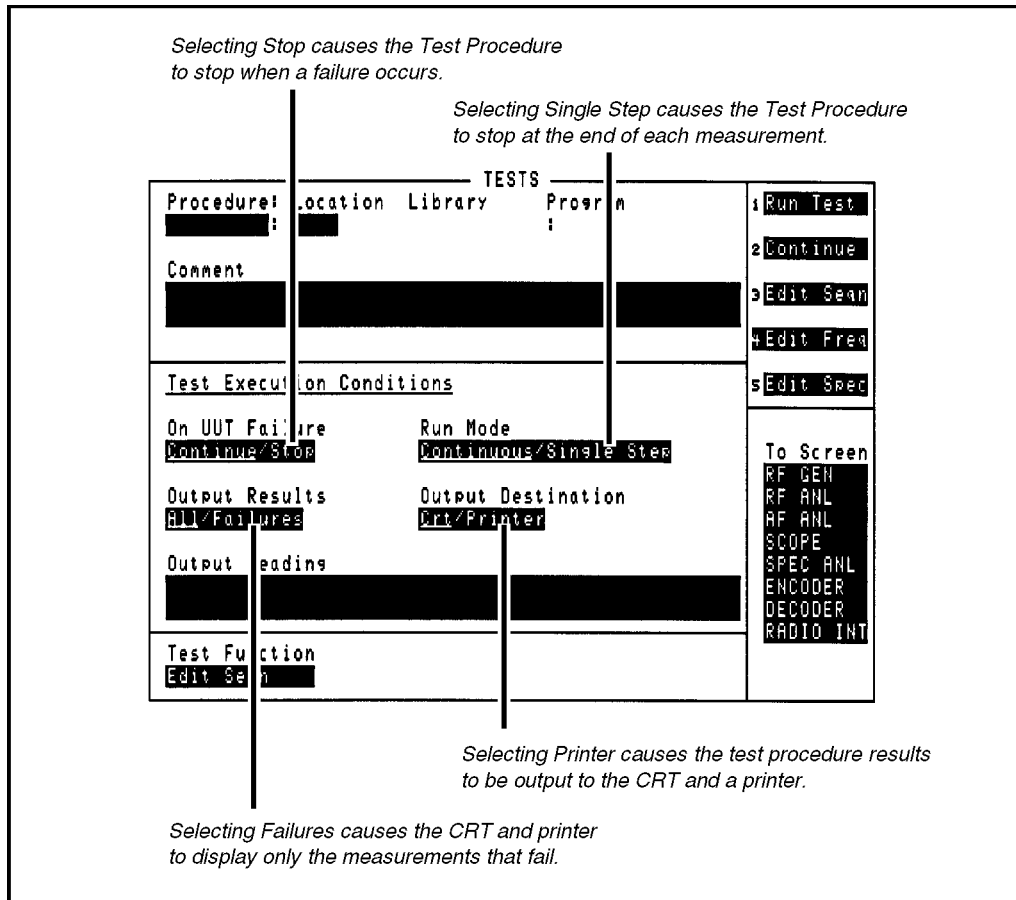 Selecting Stop causes the Test Procedure
to stop when a failure occurs.
Selecting Single Step causes the Test Procedure
to stop at the end of each measurement.
TESTS
Procedure: Location Library Program
: :
Comment
Test Execution Conditions
On UUT Failure Run Mode
Continue/Stop Continuous/Single Step
Output Results Output Destination
All/Failures Crt/Printer
Output Heading
Test Function
Edit Seqn
1 Run Test
2 Continue
3 Edit Seqn
4 Edit Freq
5 Edit Spec
To Screen
RF GEN
RF ANL
AF ANL
SCOPE
SPEC ANL
ENCODER
DECODER
RADIO INT
Selecting Printer causes the test procedure results
to be output to the CRT and a printer.
Selecting Failures causes the CRT and printer
to display only the measurements that fail.